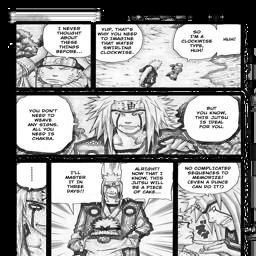 I NEVER
THOUGHT
ABOUT
THESE
THINGS
BEFORE...
YUP, THAT'S
WHY YOU NEED
TO IMAGINE
THAT WATER
SWIRLING
CLOCKWISE.
SO
I'M A
CLOCKWISE
TYPE,
HUH!
HUH!
YOU DON'T
NEED TO
WEAVE
ANY SIGNS,
ALL YOU
NEED IS
CHAKRA.
BUT
YOU KNOW,
THIS JUTSU
IS IDEAL
FOR YOU.
I'LL
MASTER
IT IN
THREE
DAYS!!
ALRIGHT!
NOW THAT I
KNOW, THIS
JUTSU WILL
BE A PIECE
OF CAKE...
NO COMPLICATED
SEQUENCES TO
MEMORIZE!
(EVEN A DUNCE
CAN DO IT!)